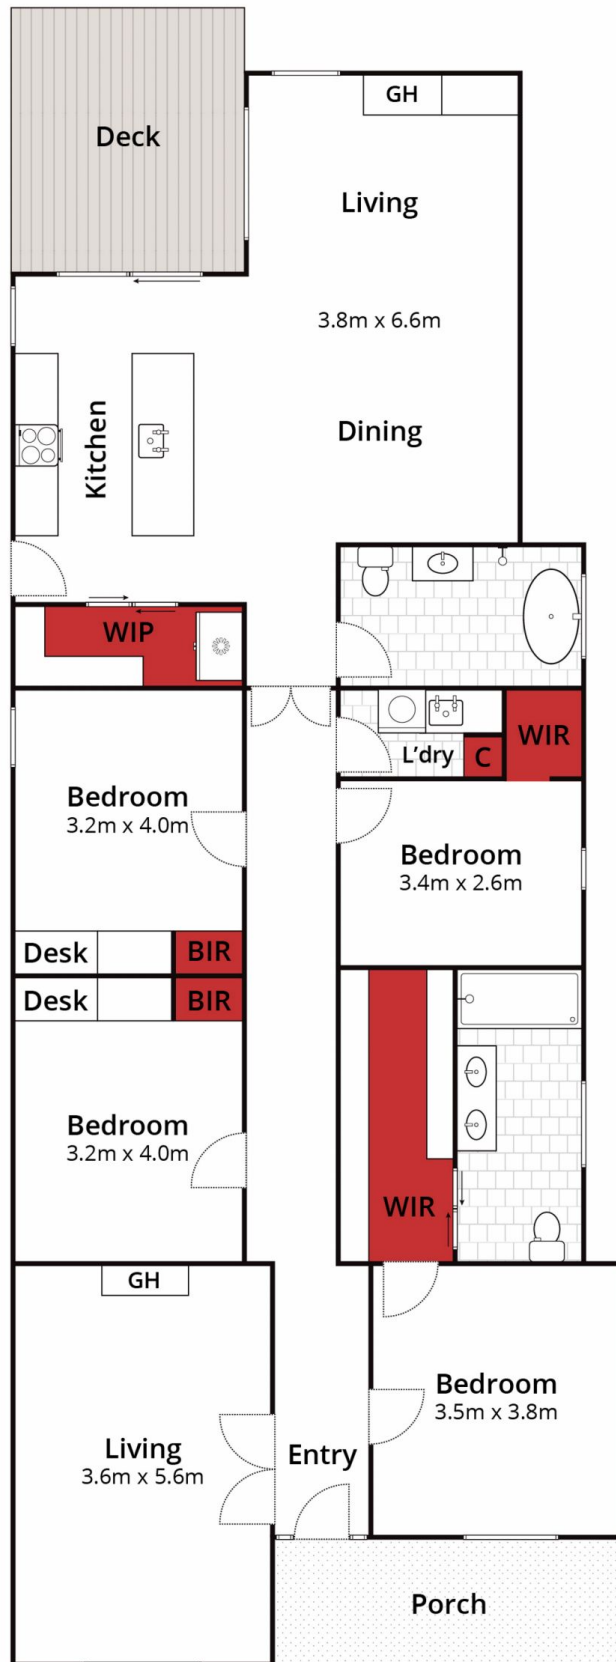 GH
Deck
Living
3.8m x 6.6m
Dining
Kitchen
WIP
WIR
L'dry
C
Bedroom
3.2m x 4.0m
Bedroom
3.4m x 2.6m
Desk
BIR
Desk
BIR
Bedroom
3.2m x 4.0m
WIR
GH
Bedroom
3.5m x 3.8m
Living
3.6m x 5.6m
Entry
Porch